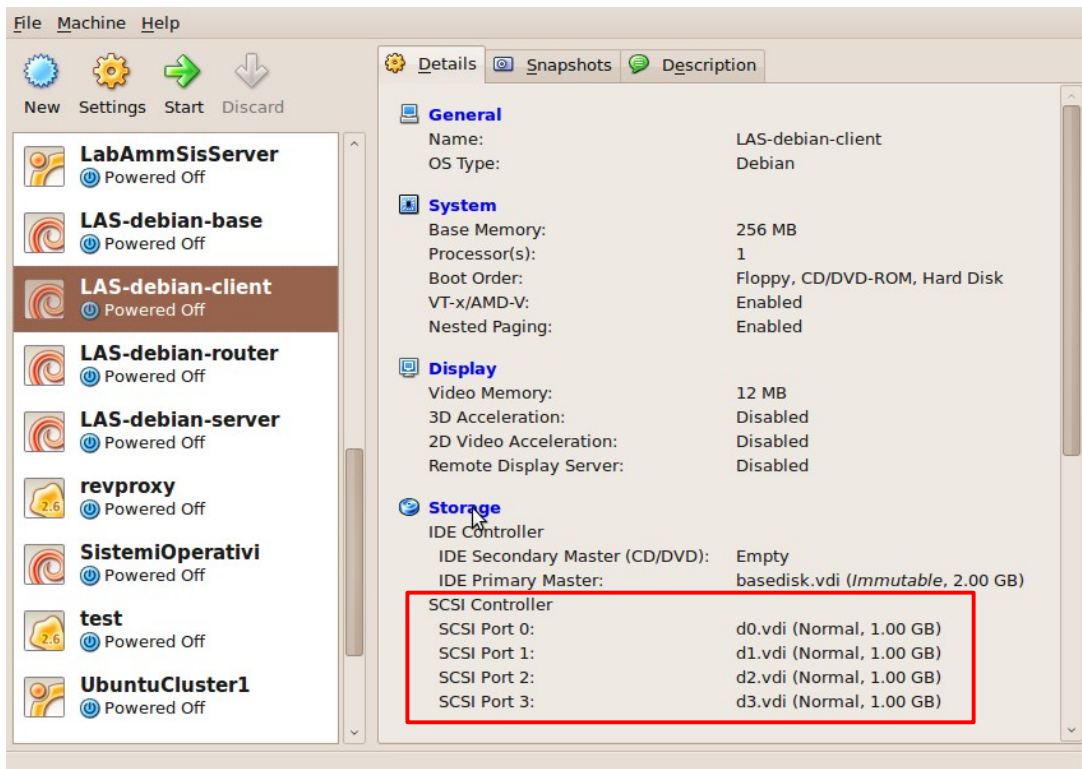 File Machine Help
New Settings Start Discard
LabAmmSisServer
Powered Off
LAS-debian-base
Powered Off
LAS-debian-client
Powered Off
LAS-debian-router
Powered Off
LAS-debian-server
Powered Off
2.6
revproxy
Powered Off
SistemiOperativi
Powered Off
2.6
test
Powered Off
UbuntuCluster1
Powered Off
Details Snapshots Description
General
Name: LAS-debian-client
OS Type: Debian
System
Base Memory: 256 MB
Processor(s): 1
Boot Order: Floppy, CD/DVD-ROM, Hard Disk
VT-x/AMD-V: Enabled
Nested Paging: Enabled
Display
Video Memory: 12 MB
3D Acceleration: Disabled
2D Video Acceleration: Disabled
Remote Display Server: Disabled
Storage
IDE Controller
IDE Secondary Master (CD/DVD): Empty
IDE Primary Master: basedisk.vdi (Immutable, 2.00 GB)
SCSI Controller
SCSI Port 0: d0.vdi (Normal, 1.00 GB)
SCSI Port 1: d1.vdi (Normal, 1.00 GB)
SCSI Port 2: d2.vdi (Normal, 1.00 GB)
SCSI Port 3: d3.vdi (Normal, 1.00 GB)